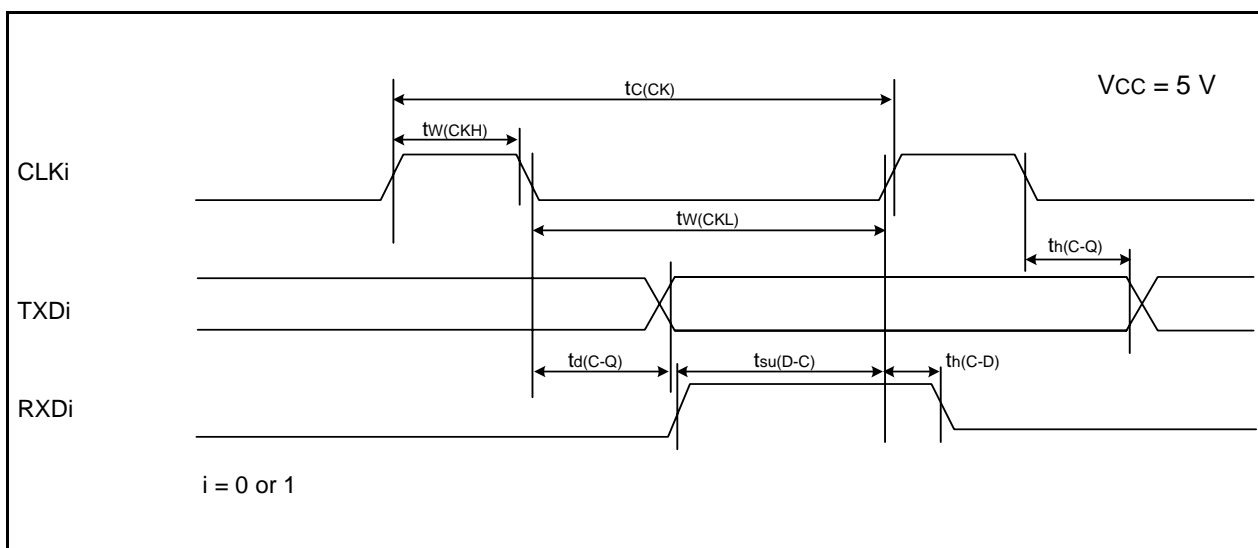 tC(CK)
VCC = 5 V
tW(CKH)
CLKi
tW(CKL)
th(C-Q)
TXDi
td(C-Q)
tsu(D-C)
th(C-D)
RXDi
i = 0 or 1